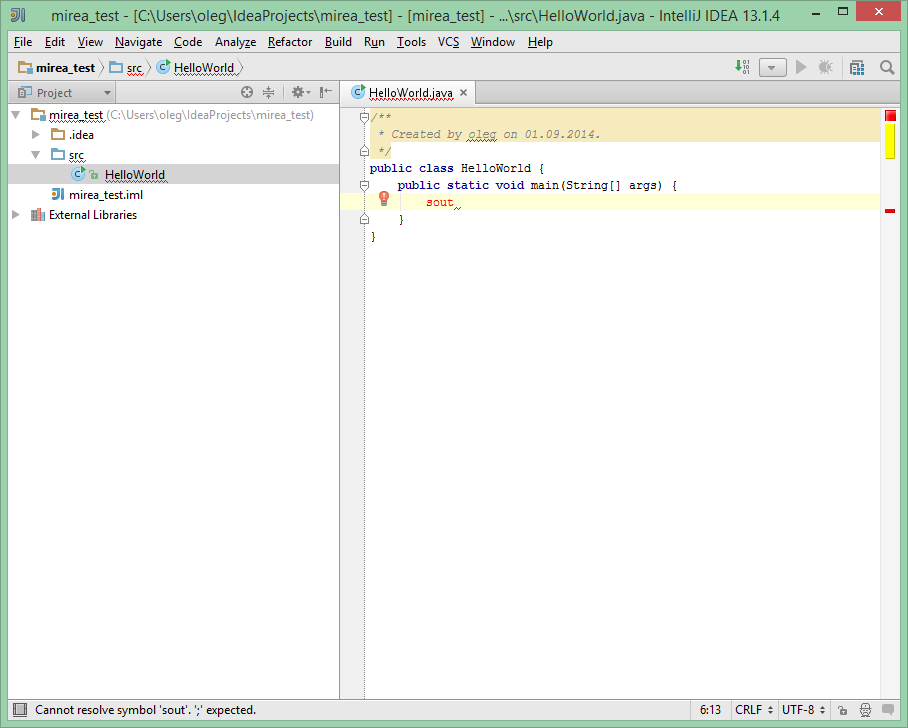 mirea_test - [C:\Users\oleg\IdeaProjects\mirea_test] - [mirea_test] - ...\src\HelloWorld.java - IntelliJ IDEA 13.1.4
File Edit View Navigate Code Analyze Refactor Build Run Tools VCS Window Help
mirea_test src HelloWorld
Project
HelloWorld.java
mirea_test (C:\Users\oleg\IdeaProjects\mirea_test)
.idea
src
HelloWorld
mirea_test.iml
External Libraries
/**
 * Created by oleg on 01.09.2014.
 */
public class HelloWorld {
    public static void main(String[] args) {
        sout
    }
}
Cannot resolve symbol 'sout'. ';' expected. 6:13 CRLF UTF-8